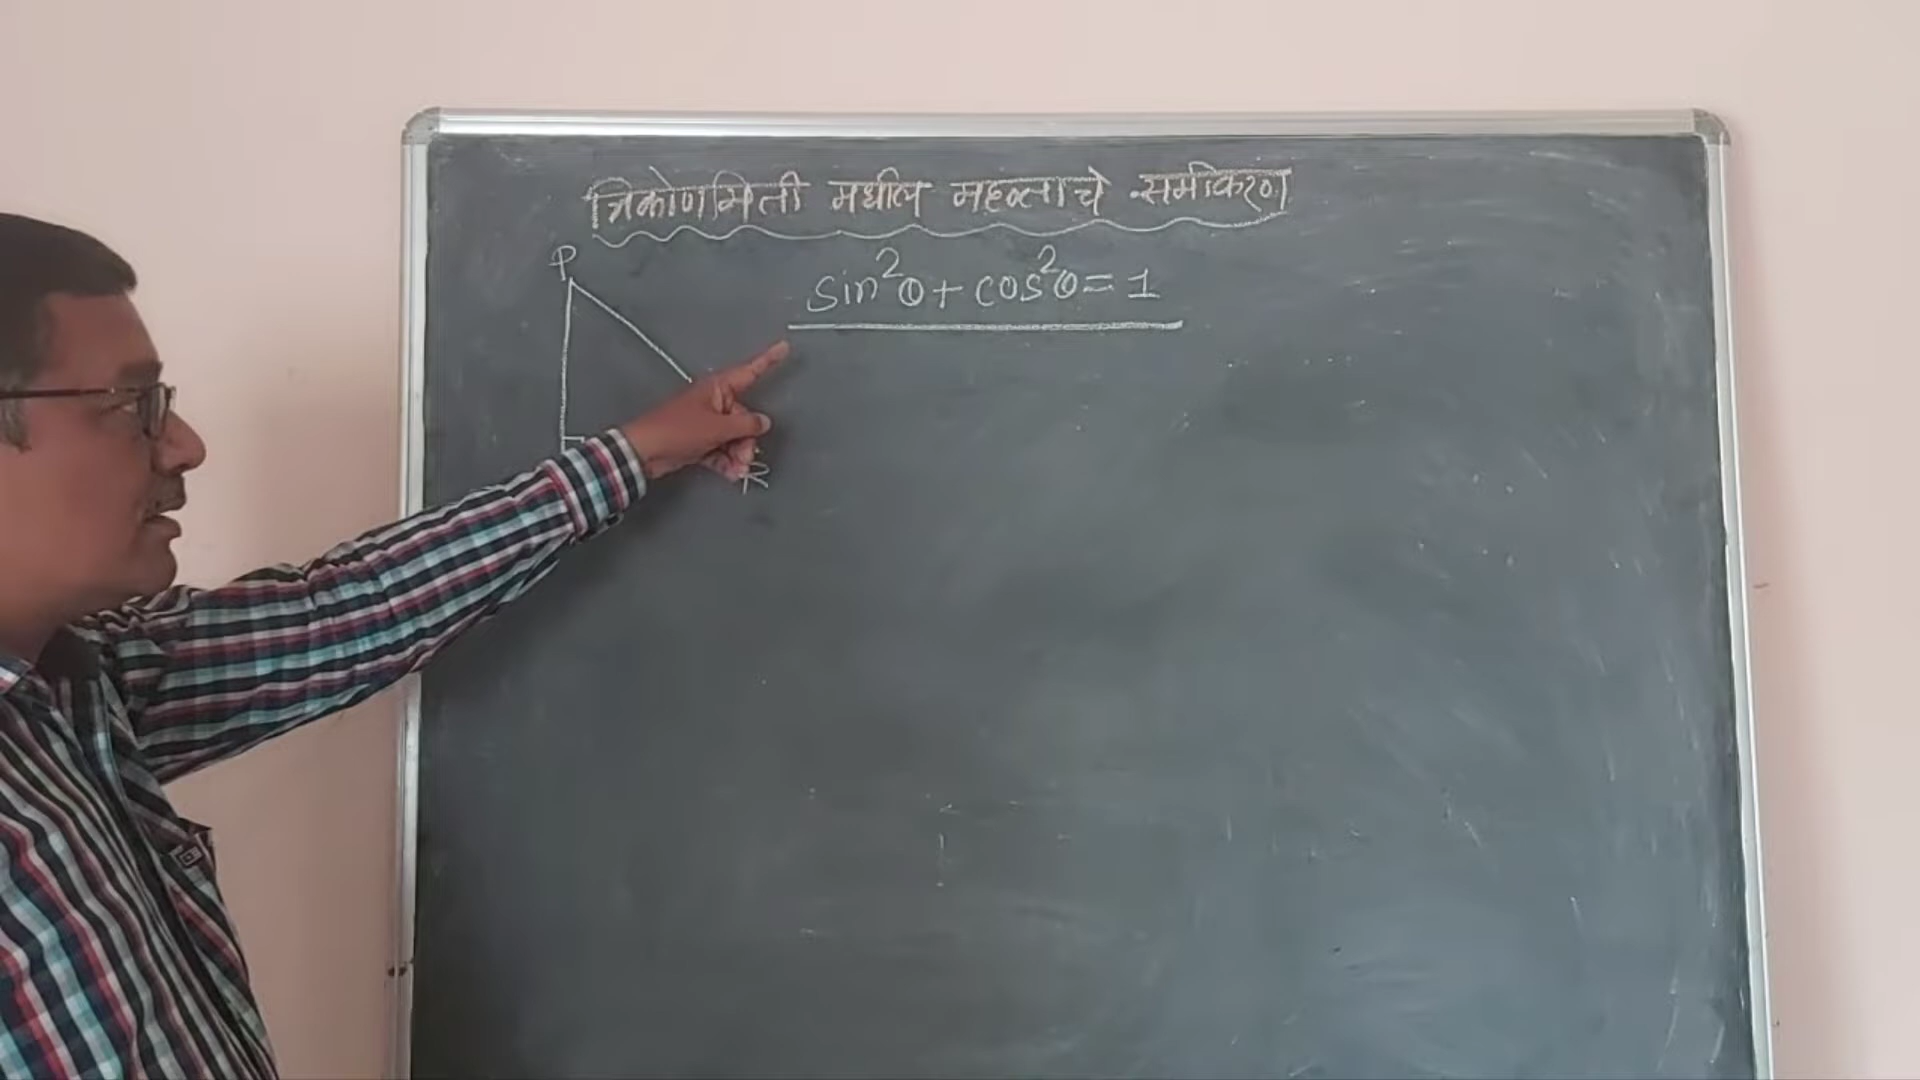 त्रिकोणमिती मधील महत्वाचे समीकरण
P
sin²θ + cos²θ = 1
R